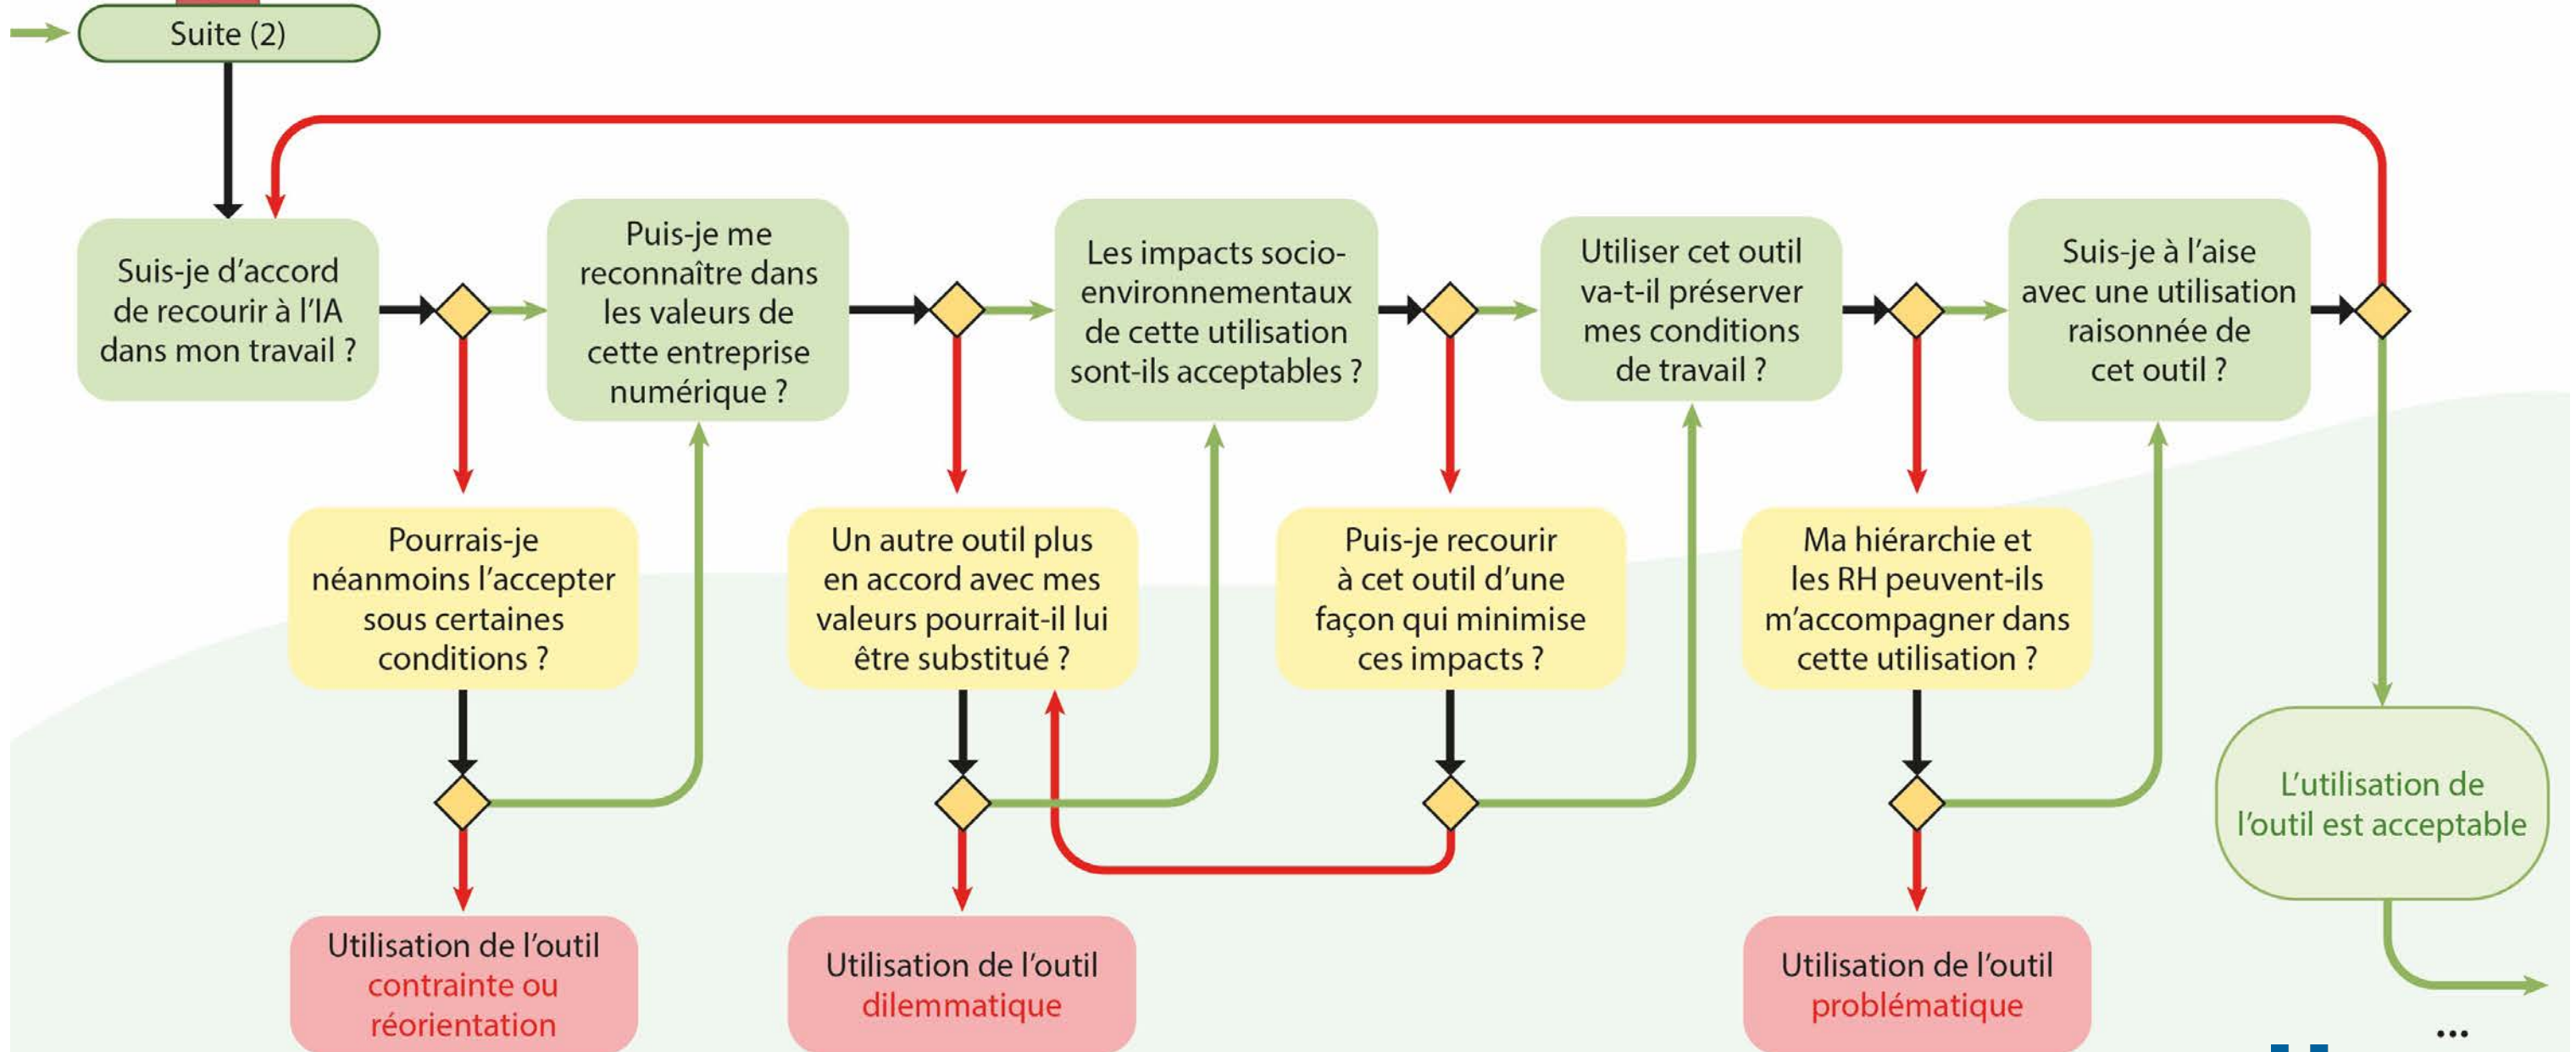 Suite (2)
Suis-je d’accord
de recourir à l’IA
dans mon travail ?
Puis-je me
reconnaître dans
les valeurs de
cette entreprise
numérique ?
Les impacts socio-
environnementaux
de cette utilisation
sont-ils acceptables ?
Utiliser cet outil
va-t-il préserver
mes conditions
de travail ?
Suis-je à l’aise
avec une utilisation
raisonnée de
cet outil ?
Pourrais-je
néanmoins l’accepter
sous certaines
conditions ?
Un autre outil plus
en accord avec mes
valeurs pourrait-il lui
être substitué ?
Puis-je recourir
à cet outil d’une
façon qui minimise
ces impacts ?
Ma hiérarchie et
les RH peuvent-ils
m’accompagner dans
cette utilisation ?
L’utilisation de
l’outil est acceptable
Utilisation de l’outil
contrainte ou
réorientation
Utilisation de l’outil
dilemmatique
Utilisation de l’outil
problématique
...